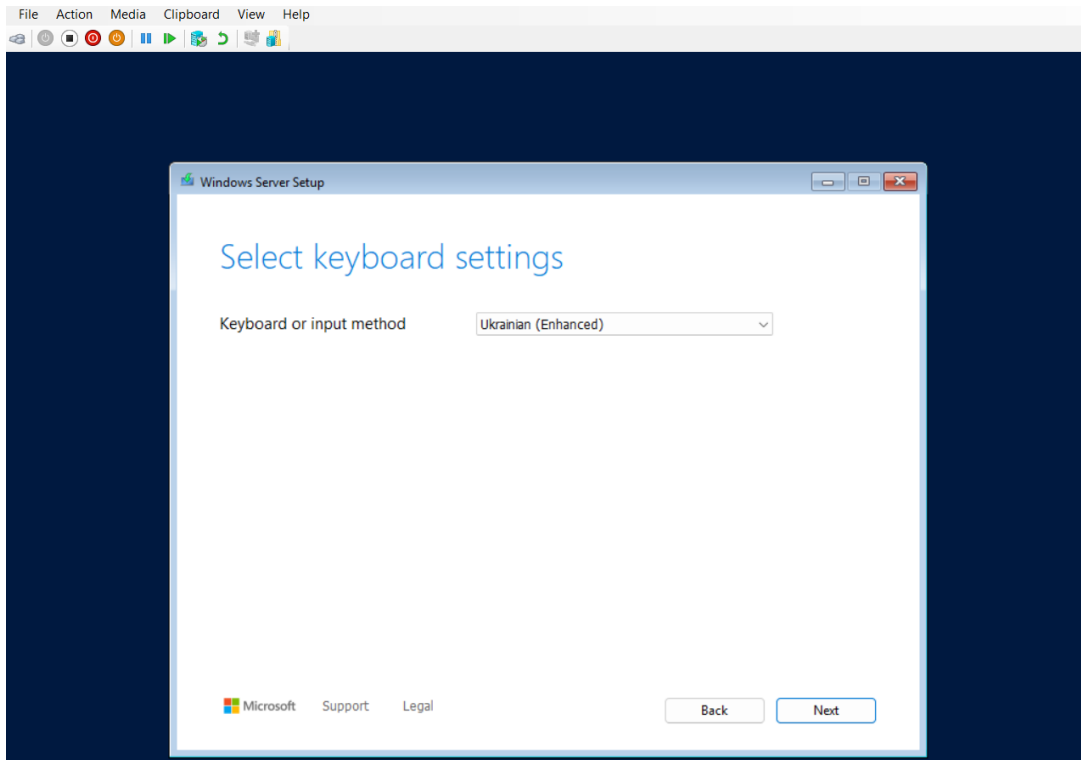 File Action Media Clipboard View Help
Windows Server Setup
Select keyboard settings
Keyboard or input method Ukrainian (Enhanced)
Microsoft Support Legal Back Next